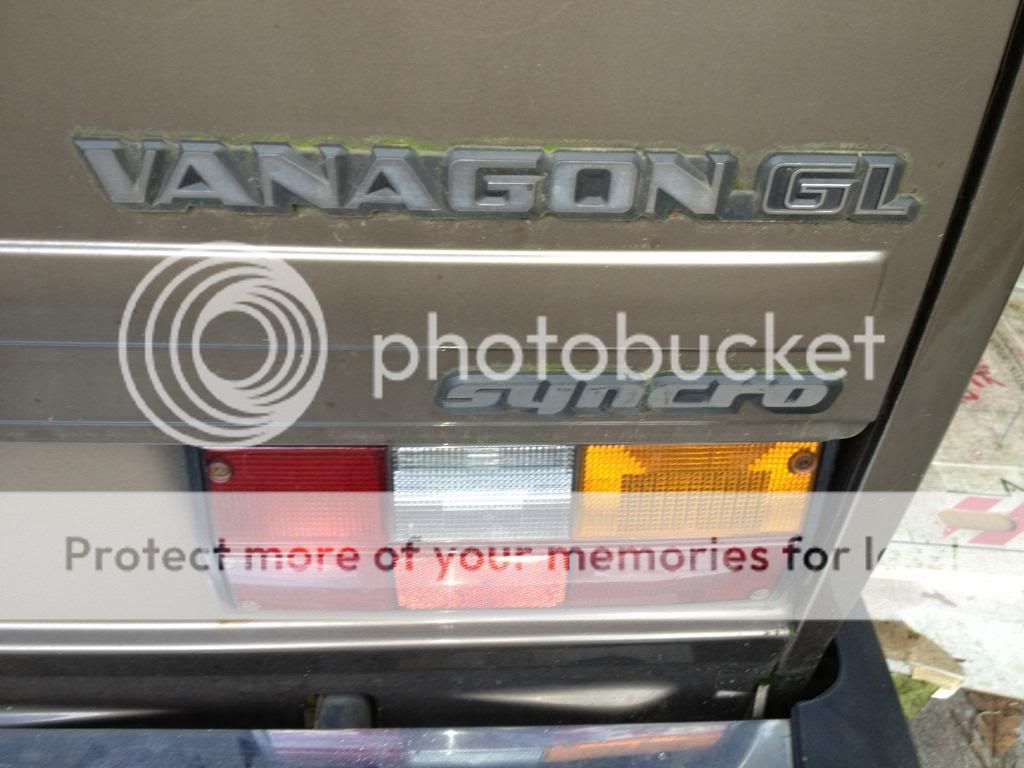 VANAGON GL
photobucket
syncro
Protect more of your memories for less!